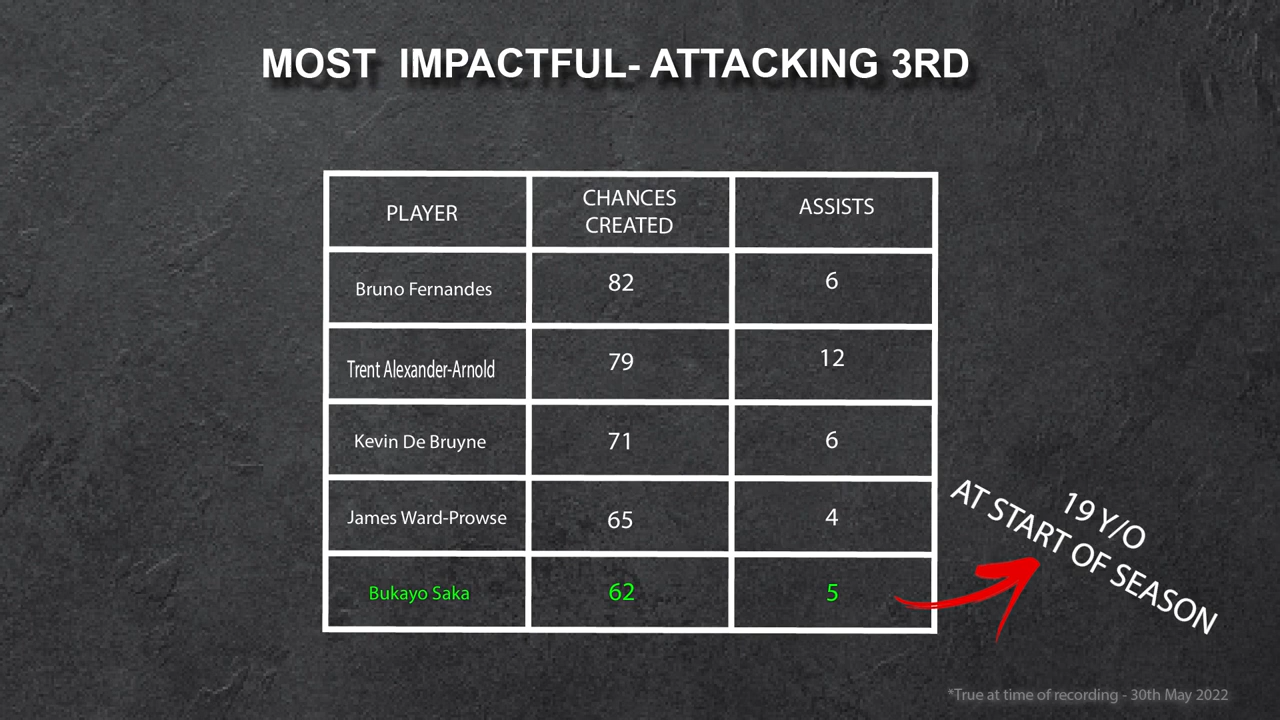 MOST IMPACTFUL- ATTACKING 3RD
PLAYER
CHANCES
CREATED
ASSISTS
Bruno Fernandes
82
6
Trent Alexander-Arnold
79
12
Kevin De Bruyne
71
6
James Ward-Prowse
65
4
Bukayo Saka
62
5
19 Y/O
AT START OF SEASON
*True at time of recording - 30th May 2022